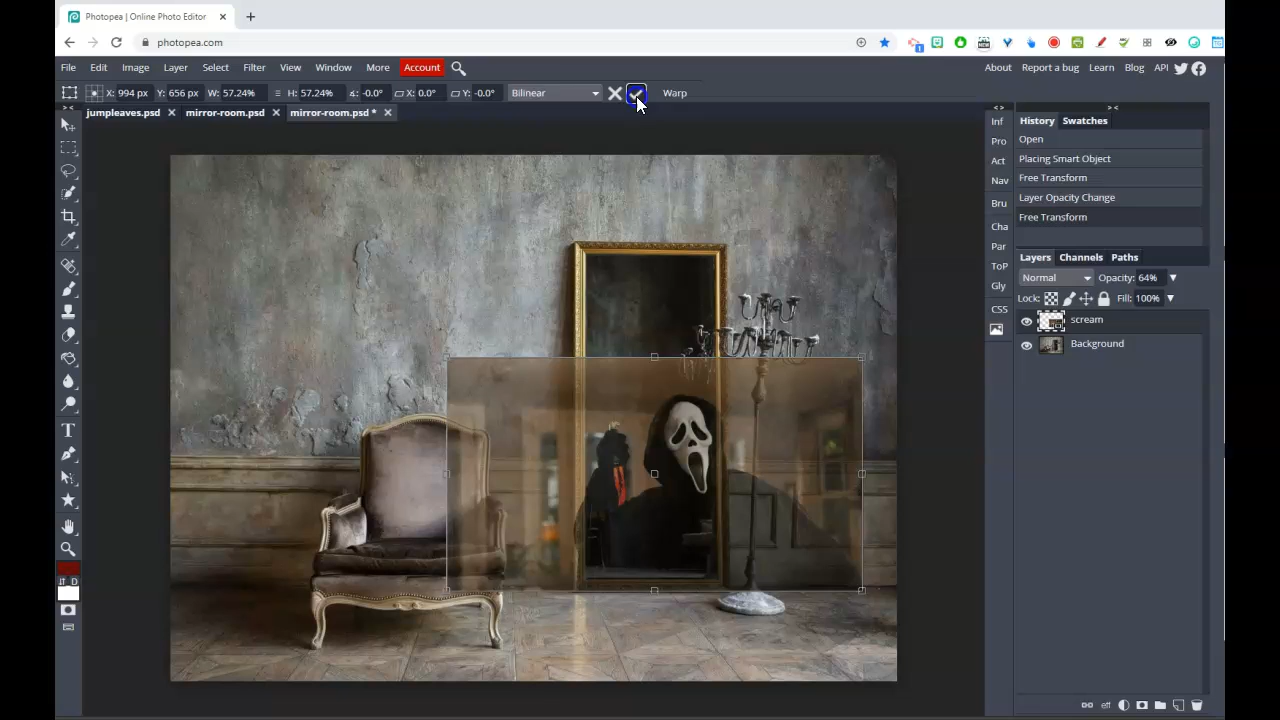 Photopea | Online Photo Editor
photopea.com
1
File Edit Image Layer Select Filter View Window More Account About Report a bug Learn Blog API
X: 994 px Y: 656 px W: 57.24% H: 57.24% -0.0° X: 0.0° Y: -0.0° Bilinear Warp
jumpleaves.psd mirror-room.psd mirror-room.psd *
Inf
Pro
Act
Nav
Bru
Cha
Par
ToP
Gly
CSS
History Swatches
Open
Placing Smart Object
Free Transform
Layer Opacity Change
Free Transform
Layers Channels Paths
Normal Opacity: 64%
Lock: Fill: 100%
scream
Background
T
D
eff